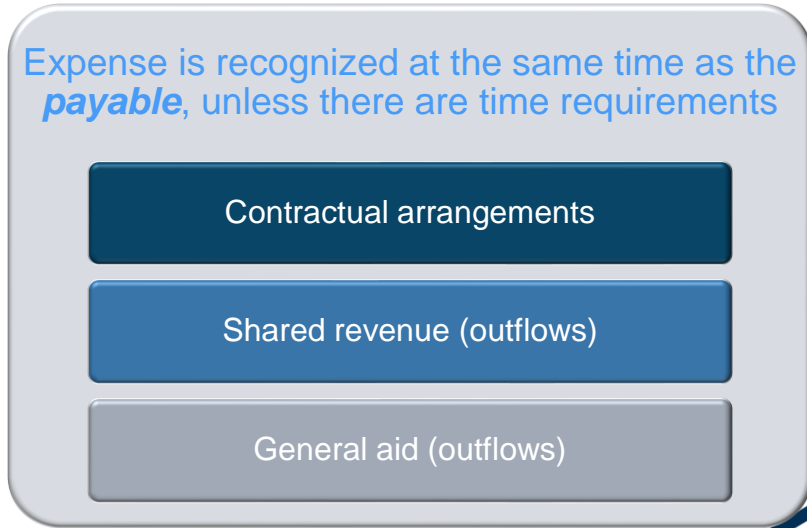 Expense is recognized at the same time as the
payable, unless there are time requirements
Contractual arrangements
Shared revenue (outflows)
General aid (outflows)